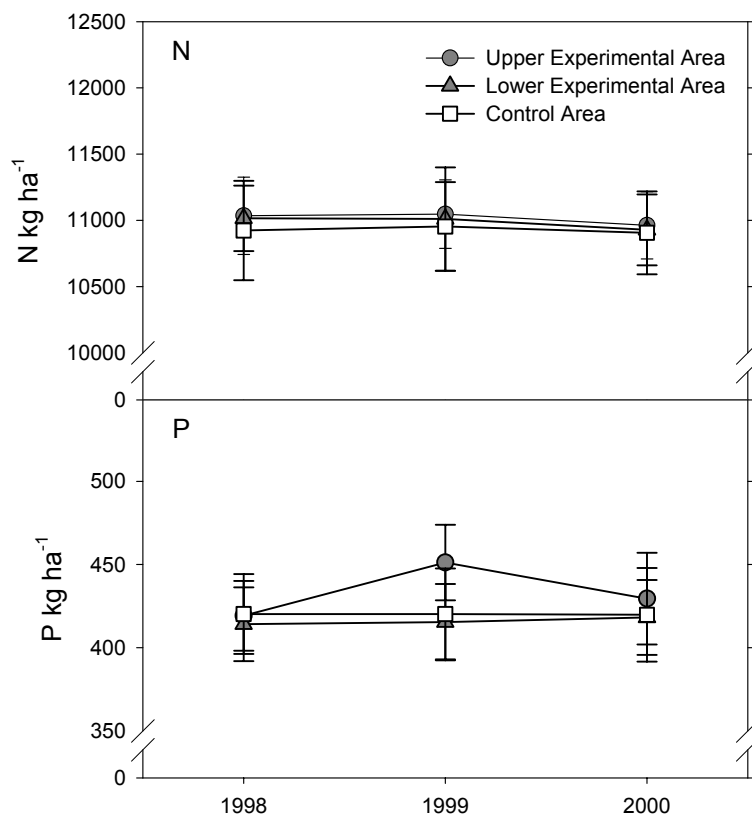 12500
N
Upper Experimental Area
12000
Lower Experimental Area
Control Area
11500
11000
10500
10000
N kg ha⁻¹
0
P
500
450
400
350
0
P kg ha⁻¹
1998 1999 2000